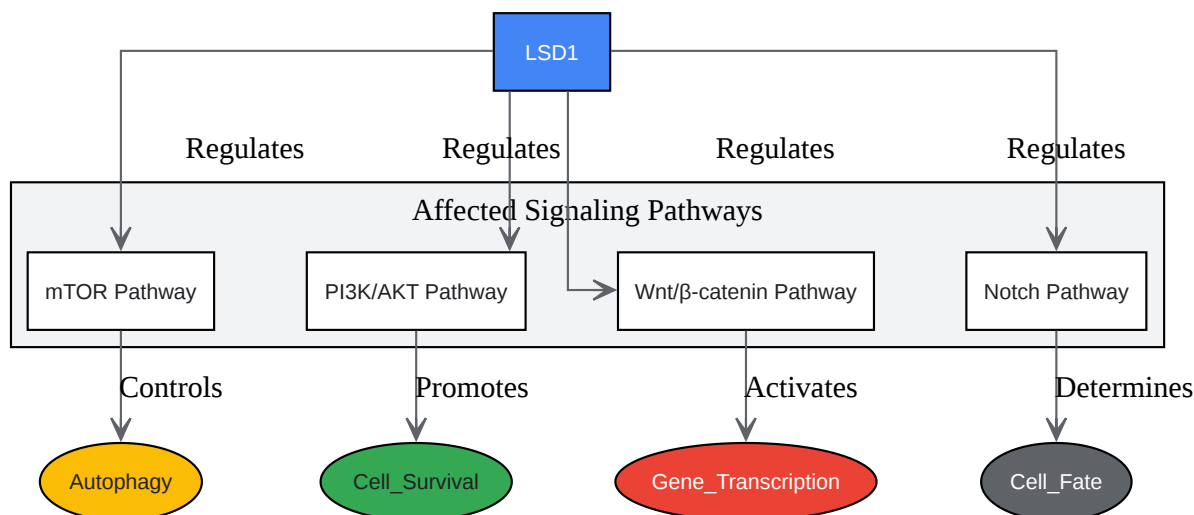 LSD1
Regulates
Regulates
Regulates
Regulates
Affected Signaling Pathways
mTOR Pathway
PI3K/AKT Pathway
Wnt/β-catenin Pathway
Notch Pathway
Controls
Promotes
Activates
Determines
Autophagy
Cell_Survival
Gene_Transcription
Cell_Fate